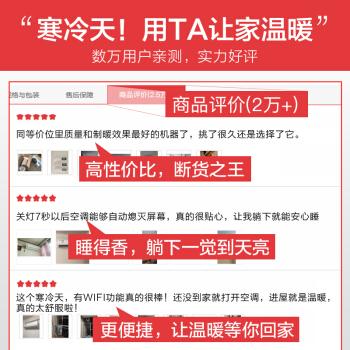 “寒冷天！用TA让家温暖”
数万用户亲测，实力好评
规格与包装 售后保障 商品评价(2.5万
商品评价(2万+)
★★★★★
同等价位里质量和制暖效果最好的机器了，挑了很久还是选择了它。
高性价比，断货之王
★★★★★
关灯7秒以后空调能够自动熄灭屏幕，真的很贴心，让我躺下就能安心睡
睡得香，躺下一觉到天亮
★★★★★
这个寒冷天，有WIFI功能真的很棒！还没到家就打开空调，进屋就是温暖，
真的太舒服啦！
更便捷，让温暖等你回家